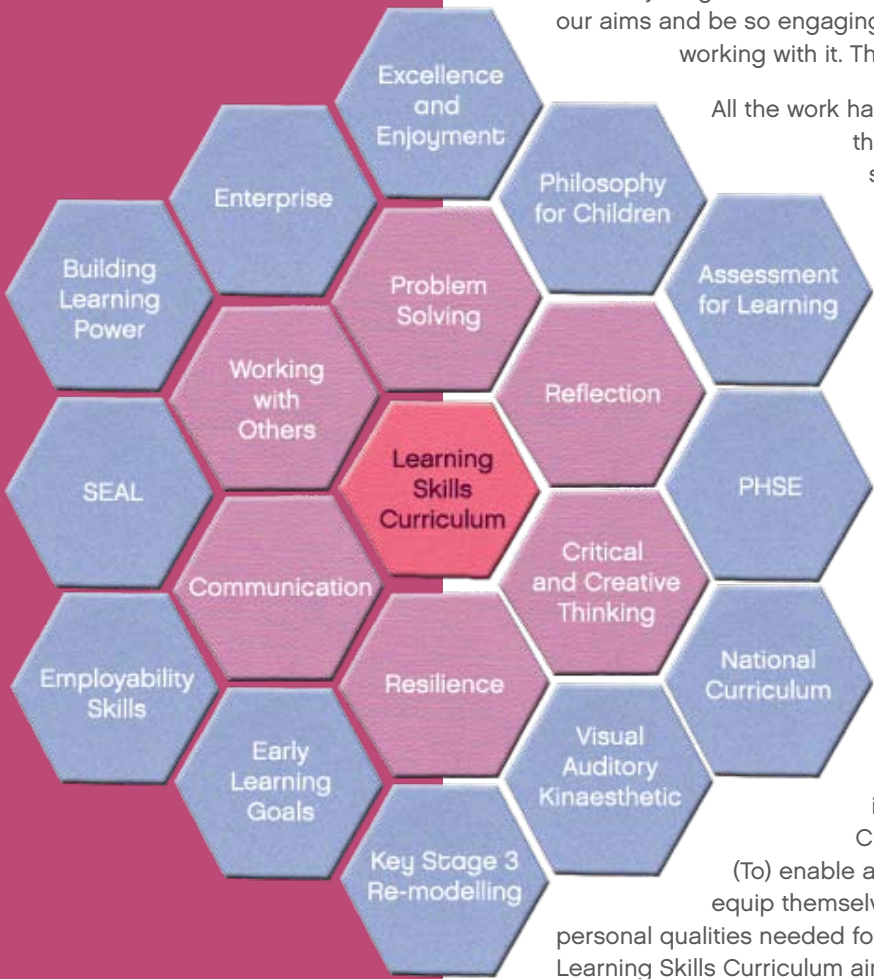 our aims and be so engaging
working with it. Th
All the work ha
th
s
Excellence
and
Enjoyment
Enterprise
Philosophy
for Children
Building
Learning
Power
Problem
Solving
Assessment
for Learning
Working
with
Others
Reflection
SEAL
Learning
Skills
Curriculum
PHSE
Communication
Critical
and Creative
Thinking
Employability
Skills
Resilience
National
Curriculum
Early
Learning
Goals
Visual
Auditory
Kinaesthetic
Key Stage 3
Re-modelling
i
C
(To) enable a
equip themselv
personal qualities needed fo
Learning Skills Curriculum air